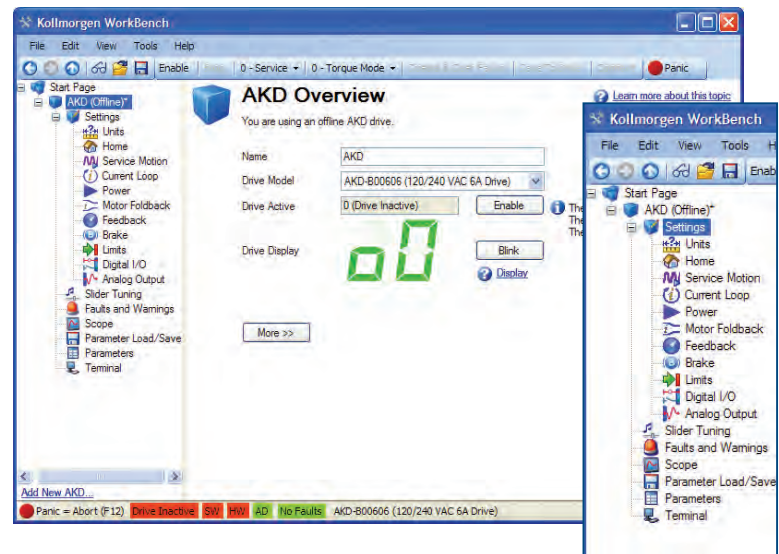 Kollmorgen WorkBench
File Edit View Tools Help
Enable 0 - Service 0 - Torque Mode Panic
Start Page
AKD (Offline)*
Settings
Units
Home
Service Motion
Current Loop
Power
Motor Foldback
Feedback
Brake
Limits
Digital I/O
Analog Output
Slider Tuning
Faults and Warnings
Scope
Parameter Load/Save
Parameters
Terminal
Add New AKD...
AKD Overview
Learn more about this topic
You are using an offline AKD drive.
Name AKD
Drive Model AKD-B00606 (120/240 VAC 6A Drive)
Drive Active 0 (Drive Inactive) Enable
The
The
The
Drive Display o0 Blink
Display
More >>
Panic = Abort (F12) Drive Inactive SW HW AD No Faults AKD-B00606 (120/240 VAC 6A Drive)
Kollmorgen WorkBench
File Edit View Tools H
Enab
Start Page
AKD (Offline)*
Settings
Units
Home
Service Motion
Current Loop
Power
Motor Foldback
Feedback
Brake
Limits
Digital I/O
Analog Output
Slider Tuning
Faults and Warnings
Scope
Parameter Load/Save
Parameters
Terminal